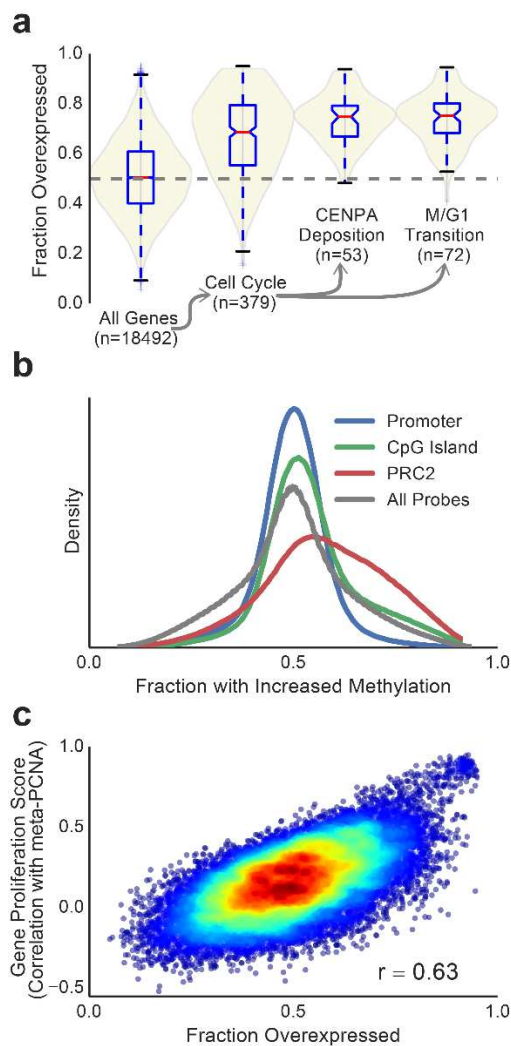 a
Fraction Overexpressed
1.0
0.8
0.6
0.4
0.2
0.0
All Genes
(n=18492)
Cell Cycle
(n=379)
CENPA
Deposition
(n=53)
M/G1
Transition
(n=72)
b
Density
Promoter
CpG Island
PRC2
All Probes
0.0
0.5
1.0
Fraction with Increased Methylation
c
Gene Proliferation Score
(Correlation with meta-PCNA)
1.0
0.5
0.0
−0.5
r = 0.63
0.0
0.5
1.0
Fraction Overexpressed